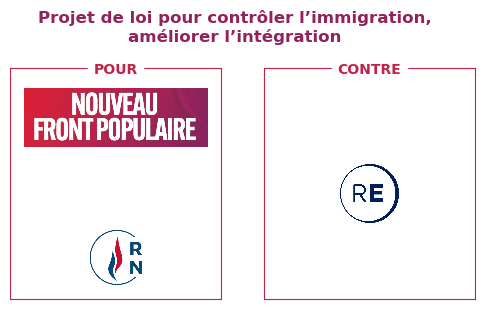 Projet de loi pour contrôler l’immigration,
améliorer l’intégration
POUR
NOUVEAU
FRONT POPULAIRE
R
N
CONTRE
RE